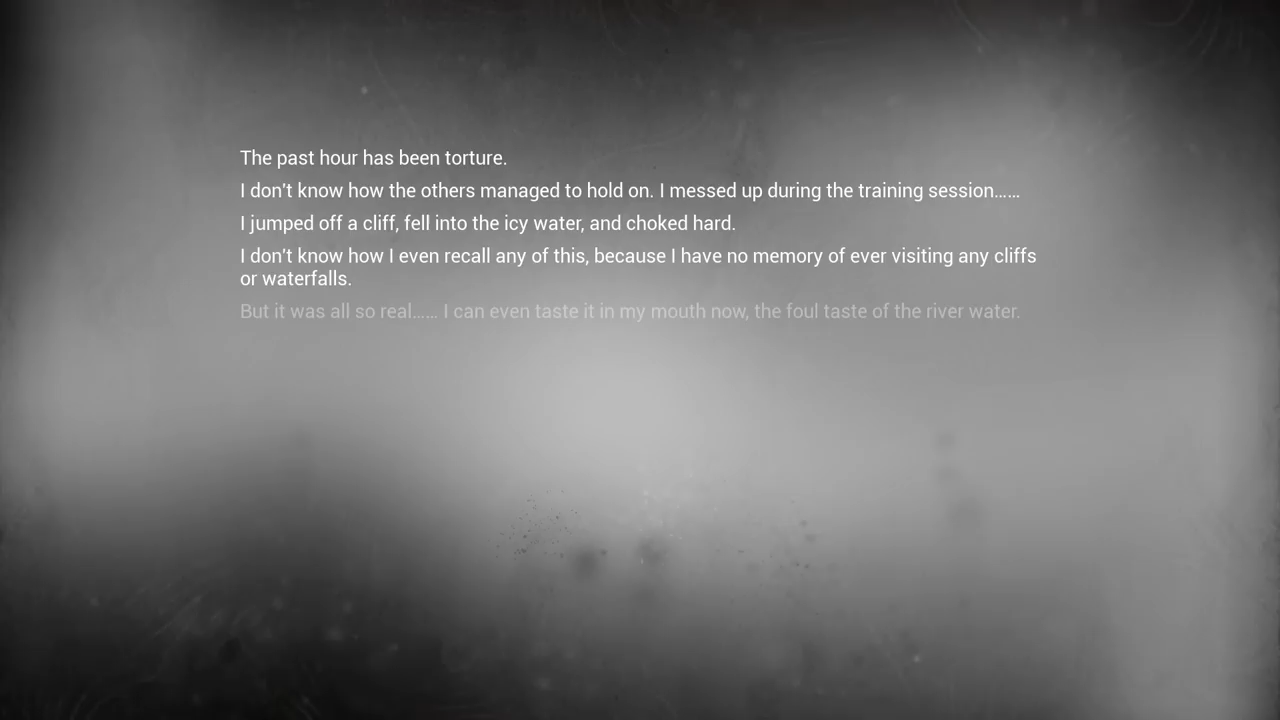 The past hour has been torture.
I don't know how the others managed to hold on. I messed up during the training session......
I jumped off a cliff, fell into the icy water, and choked hard.
I don't know how I even recall any of this, because I have no memory of ever visiting any cliffs
or waterfalls.
But it was all so real...... I can even taste it in my mouth now, the foul taste of the river water.